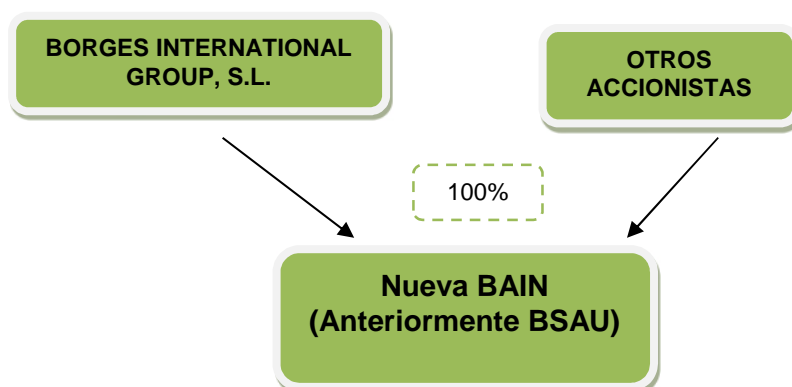 BORGES INTERNATIONAL
GROUP, S.L.
OTROS
ACCIONISTAS
100%
Nueva BAIN
(Anteriormente BSAU)